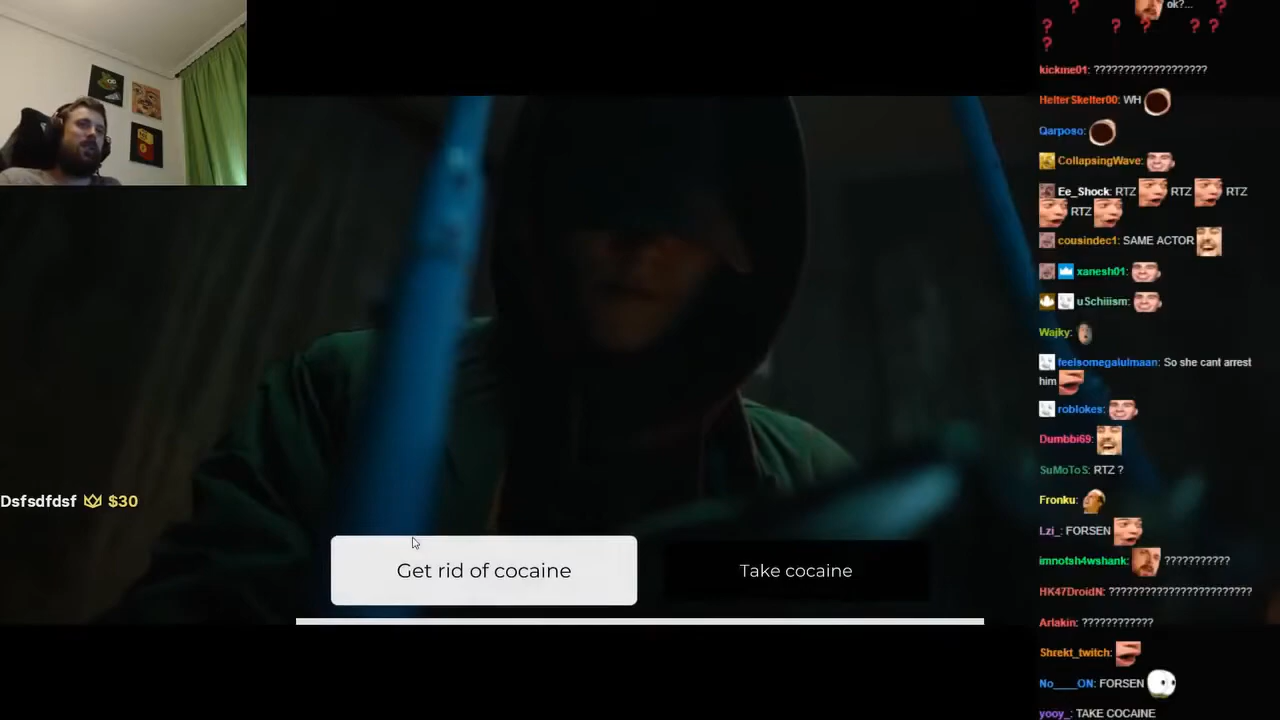 ok?...
kickme01: ???????????????????
HelterSkelter00: WH
Qarposo:
CollapsingWave:
Ee_Shock: RTZ RTZ RTZ
RTZ
cousindec1: SAME ACTOR
xanesh01:
uSchiiism:
Wajky:
feelsomegalulmaan: So she cant arrest
him
roblokes:
Dumbbi69:
SuMoToS: RTZ ?
Fronku:
Lzi_: FORSEN
imnotsh4wshank: ???????????
HK47DroidN: ????????????????????????
Arlakin: ????????????
Shrekt_twitch:
No____ON: FORSEN
yooy_: TAKE COCAINE
Dsfsdfdsf $30
Get rid of cocaine
Take cocaine